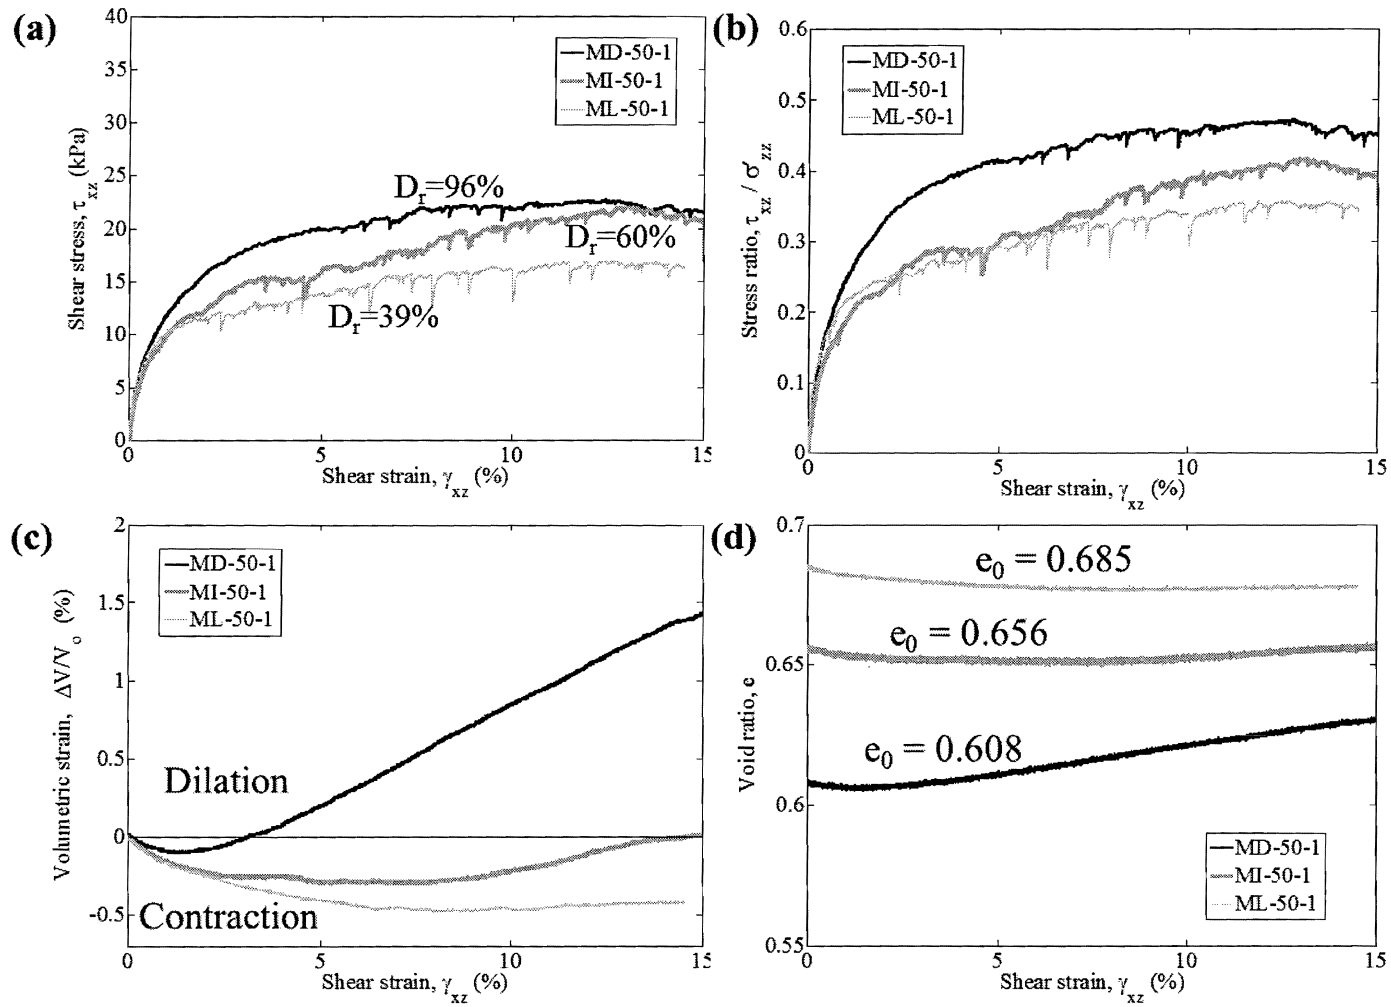 (a)
40
35
30
25
20
15
10
5
0
Shear stress, τxz (kPa)
MD-50-1
MI-50-1
ML-50-1
Dr=96%
Dr=60%
Dr=39%
0 5 10 15
Shear strain, γxz (%)
(b)
0.6
0.5
0.4
0.3
0.2
0.1
0
Stress ratio, τxz / σ'zz
MD-50-1
MI-50-1
ML-50-1
0 5 10 15
Shear strain, γxz (%)
(c)
2
1.5
1
0.5
0
-0.5
Volumetric strain, ΔV/Vo (%)
MD-50-1
MI-50-1
ML-50-1
Dilation
Contraction
0 5 10 15
Shear strain, γxz (%)
(d)
0.7
0.65
0.6
0.55
Void ratio, e
e0 = 0.685
e0 = 0.656
e0 = 0.608
MD-50-1
MI-50-1
ML-50-1
0 5 10 15
Shear strain, γxz (%)